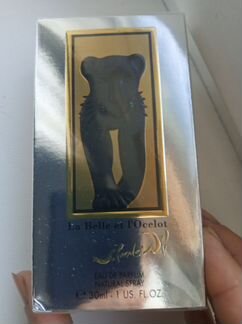 La Belle et l'Ocelot
EAU DE PARFUM
NATURAL SPRAY
e 30ml - 1 US. FL. OZ.